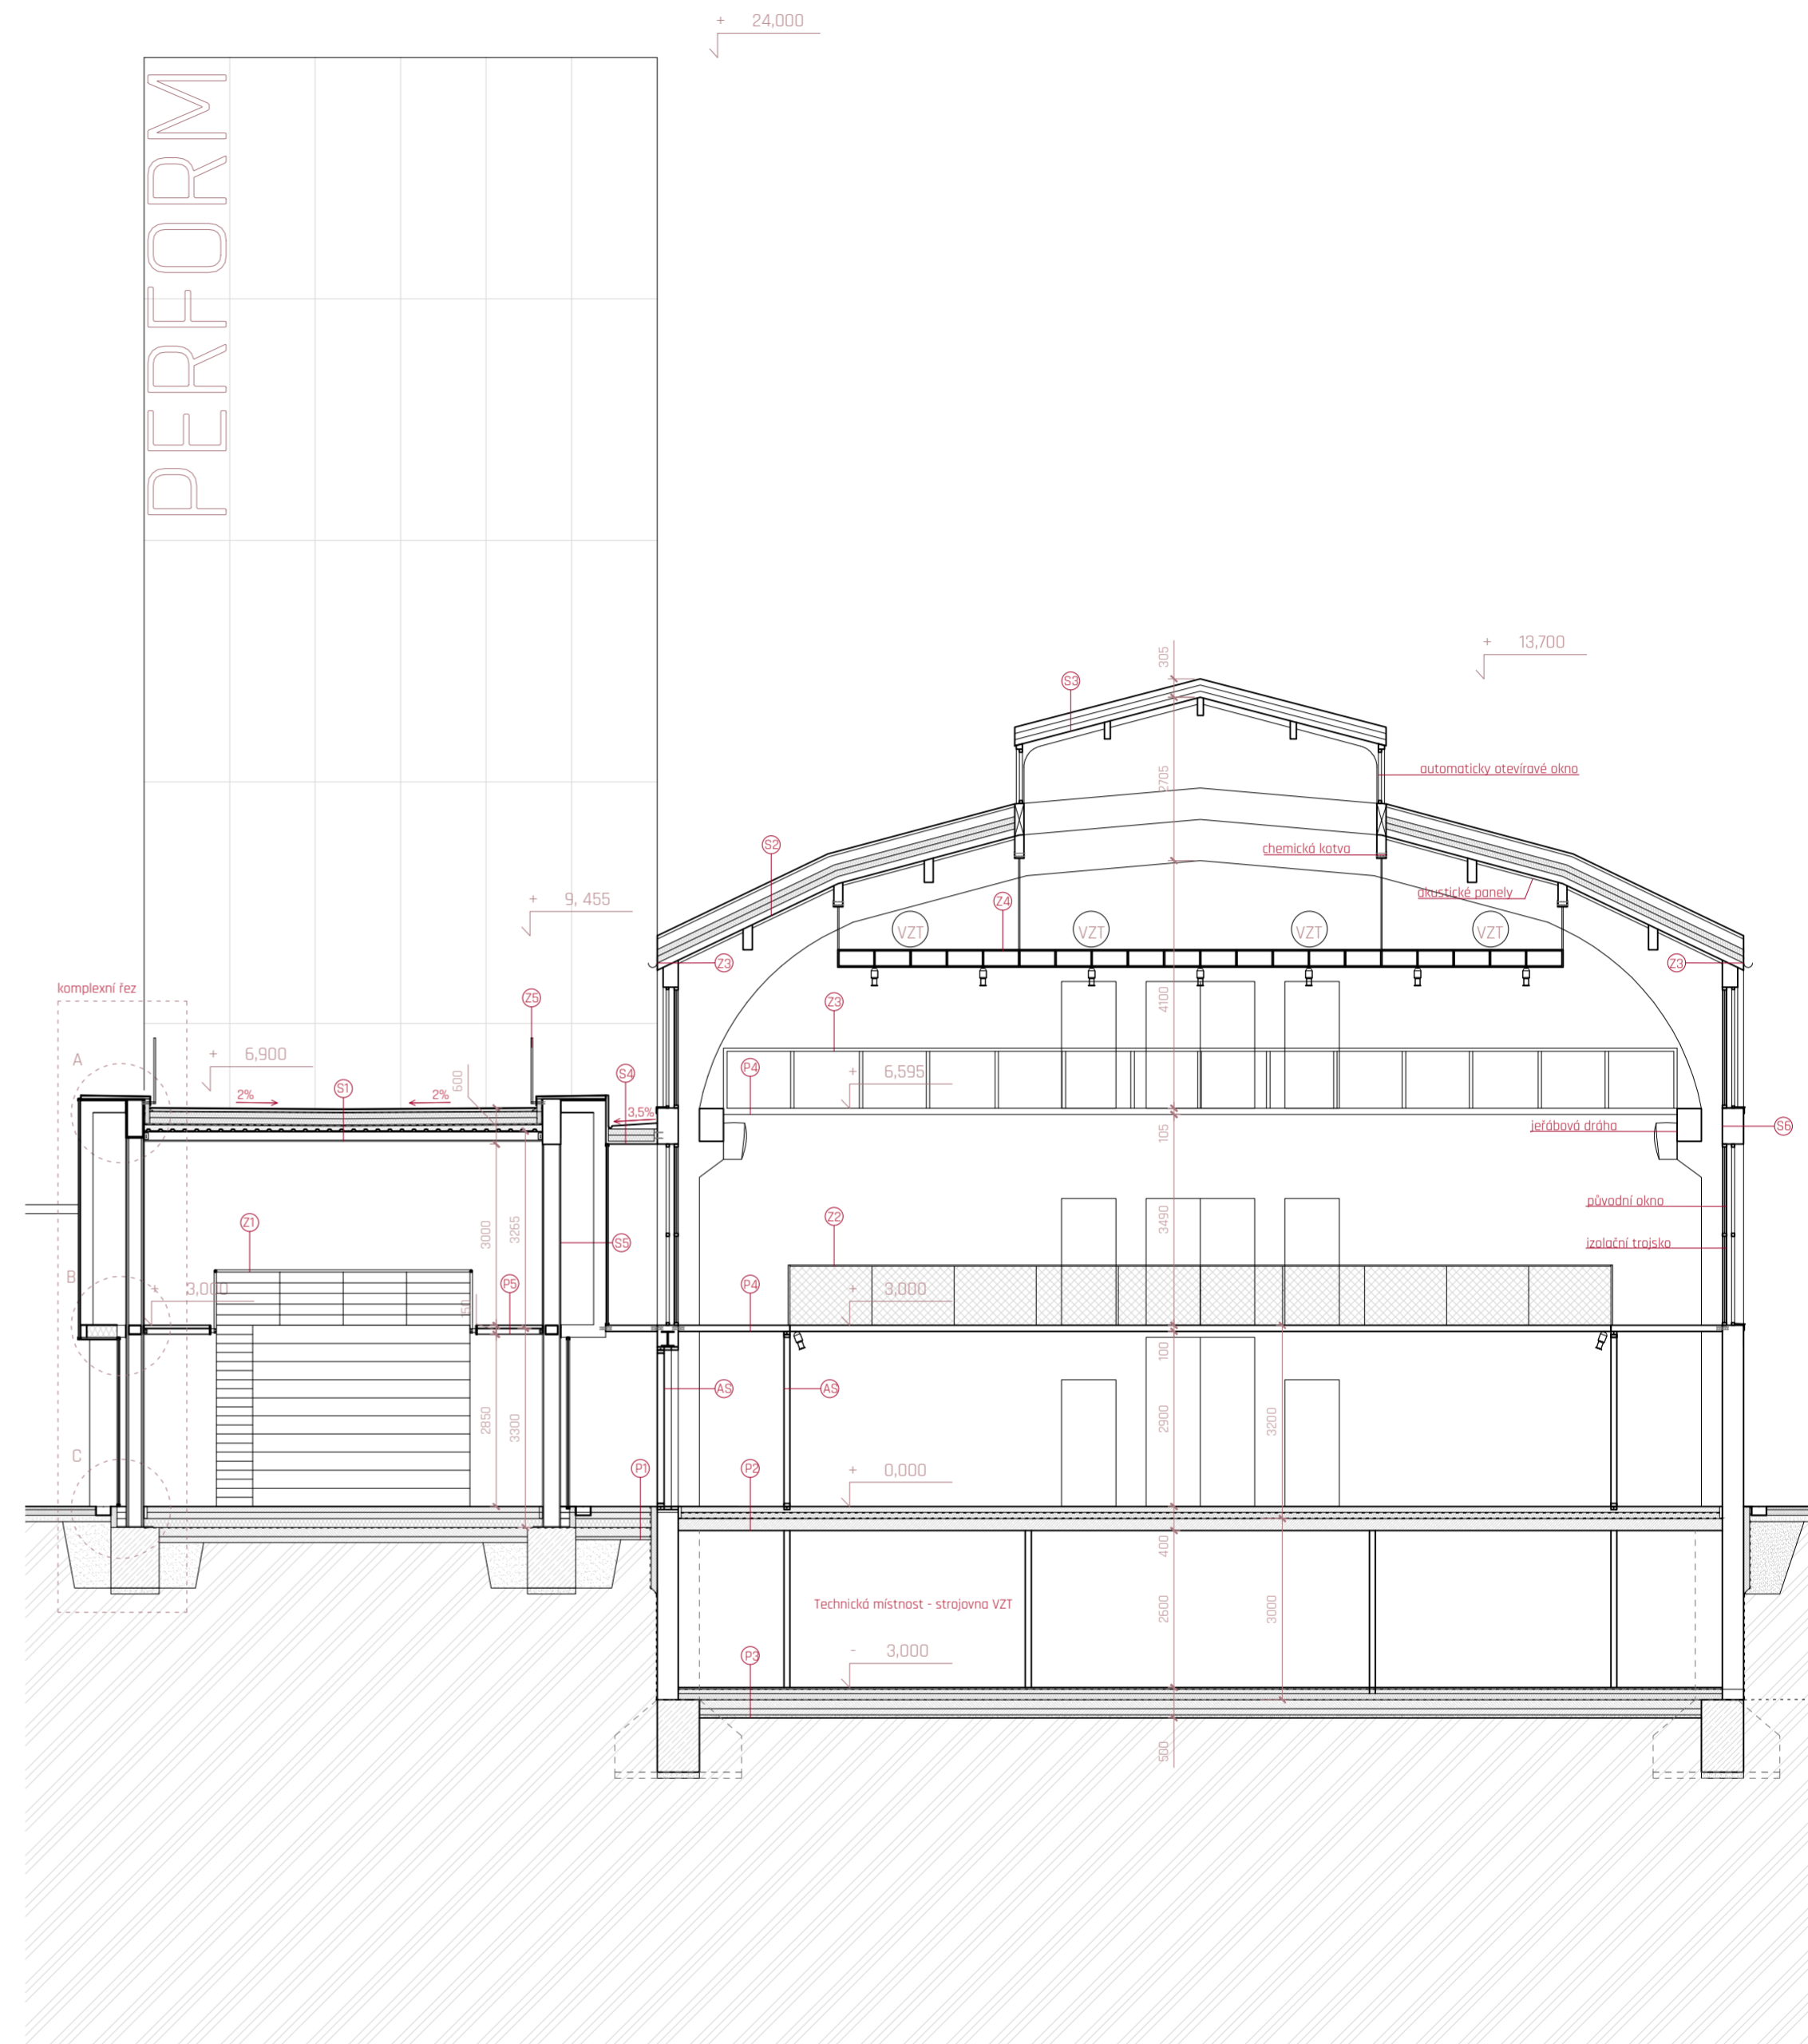 + 24,000
PERFORM
+ 13,700
305
S3
automaticky otevíravé okno
2705
S2
chemická kotva
akustické panely
+ 9, 455
Z4
VZT
VZT
VZT
VZT
Z3
Z3
komplexní řez
Z5
Z3
4100
A
+ 6,900
600
S4
P4
+ 6,595
2%
S1
2%
3,5%
105
jeřábová dráha
S6
původní okno
Z1
3000
3265
S5
Z2
3490
izolační trojsko
B
+ 3,000
P5
P4
+ 3,000
100
AS
AS
2850
3300
2900
3200
C
P1
P2
+ 0,000
400
Technická místnost - strojovna VZT
2600
3000
P3
- 3,000
500